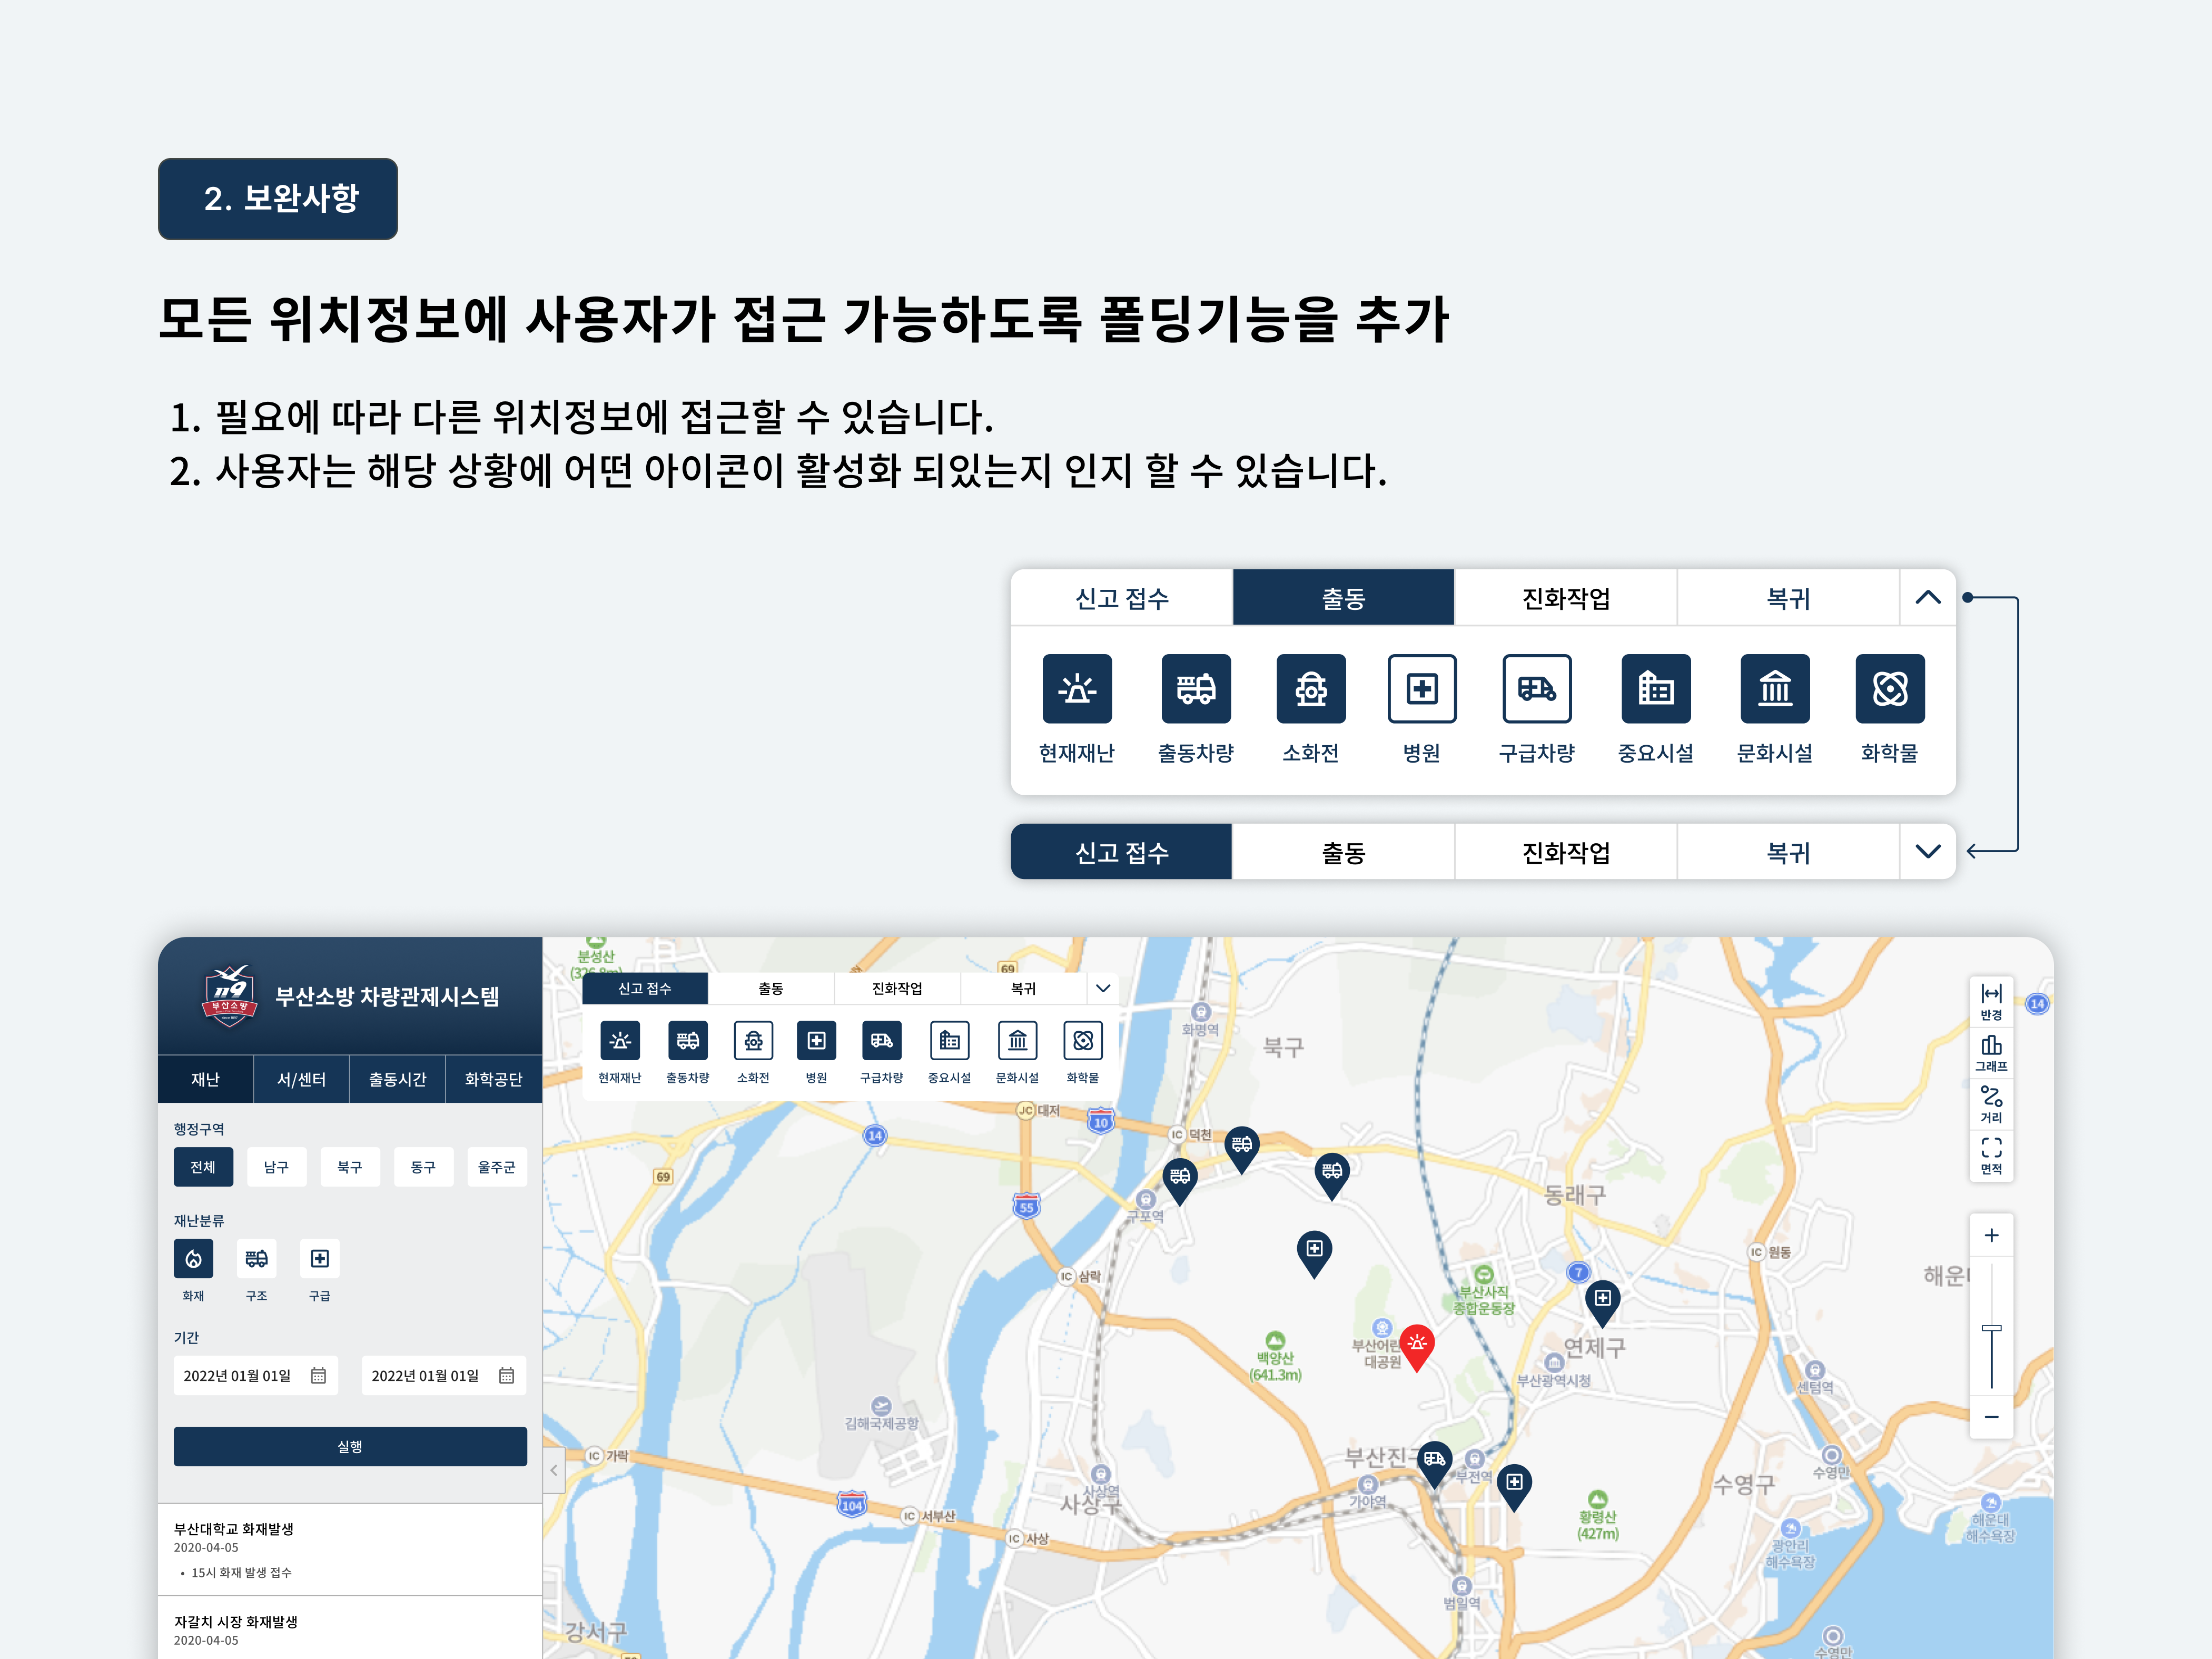 2. 보완사항
모든 위치정보에 사용자가 접근 가능하도록 폴딩기능을 추가
1. 필요에 따라 다른 위치정보에 접근할 수 있습니다.
2. 사용자는 해당 상황에 어떤 아이콘이 활성화 되있는지 인지 할 수 있습니다.
신고 접수 출동 진화작업 복귀
현재재난 출동차량 소화전 병원 구급차량 중요시설 문화시설 화학물
신고 접수 출동 진화작업 복귀
119
부산소방
부산소방 차량관제시스템
재난 서/센터 출동시간 화학공단
행정구역
전체 남구 북구 동구 울주군
재난분류
화재 구조 구급
기간
2022년 01월 01일 2022년 01월 01일
실행
부산대학교 화재발생
2020-04-05
• 15시 화재 발생 접수
자갈치 시장 화재발생
2020-04-05
분성산
69
신고 접수 출동 진화작업 복귀
현재재난 출동차량 소화전 병원 구급차량 중요시설 문화시설 화학물
반경
그래프
거리
면적
14
화명역
북구
JC 대저
10
14
IC 덕천
69
55
구포역
동래구
IC 삼락
IC 원동
7
부산사직
종합운동장
백양산
(641.3m)
대공원
연제구
부산광역시청
센텀역
김해국제공항
IC 가락
104
IC 서부산
IC 사상
사상역
사상구
가야역
부전역
수영구
수영만
황령산
(427m)
광안리
해수욕장
해운대
해수욕장
범일역
강서구
수영만